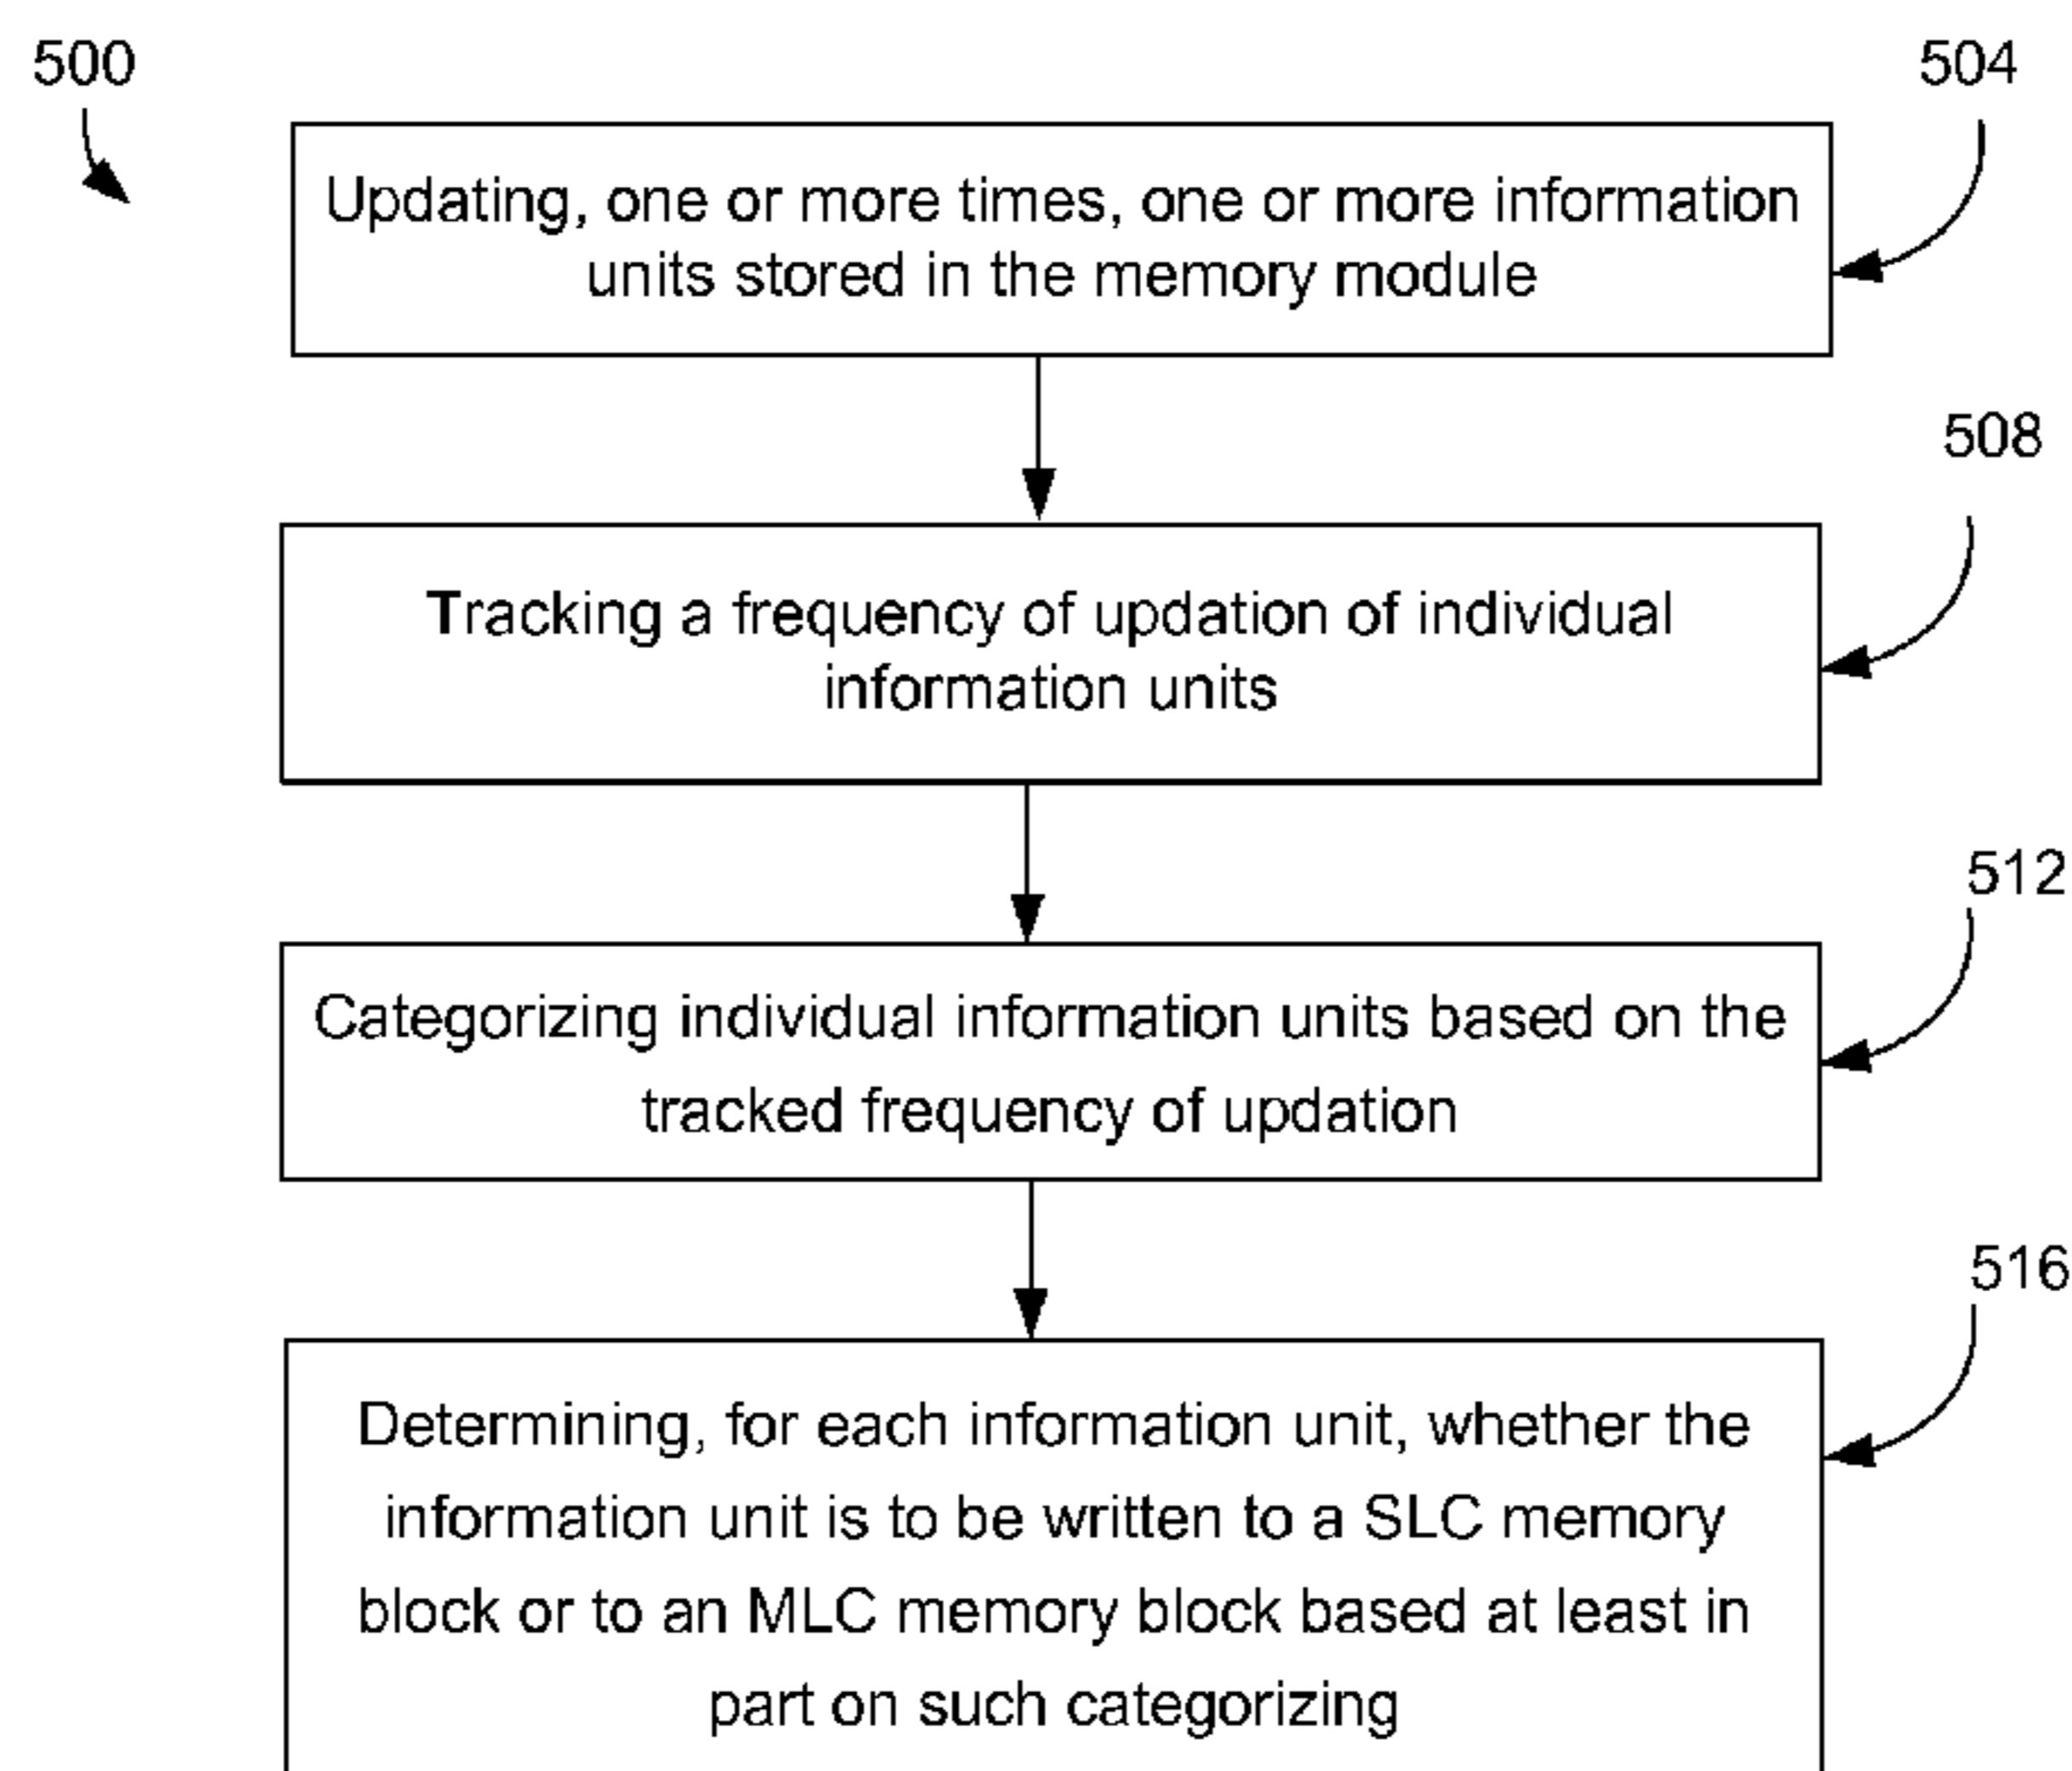 500
504
Updating, one or more times, one or more information
units stored in the memory module
508
Tracking a frequency of updation of individual
information units
512
Categorizing individual information units based on the
tracked frequency of updation
516
Determining, for each information unit, whether the
information unit is to be written to a SLC memory
block or to an MLC memory block based at least in
part on such categorizing